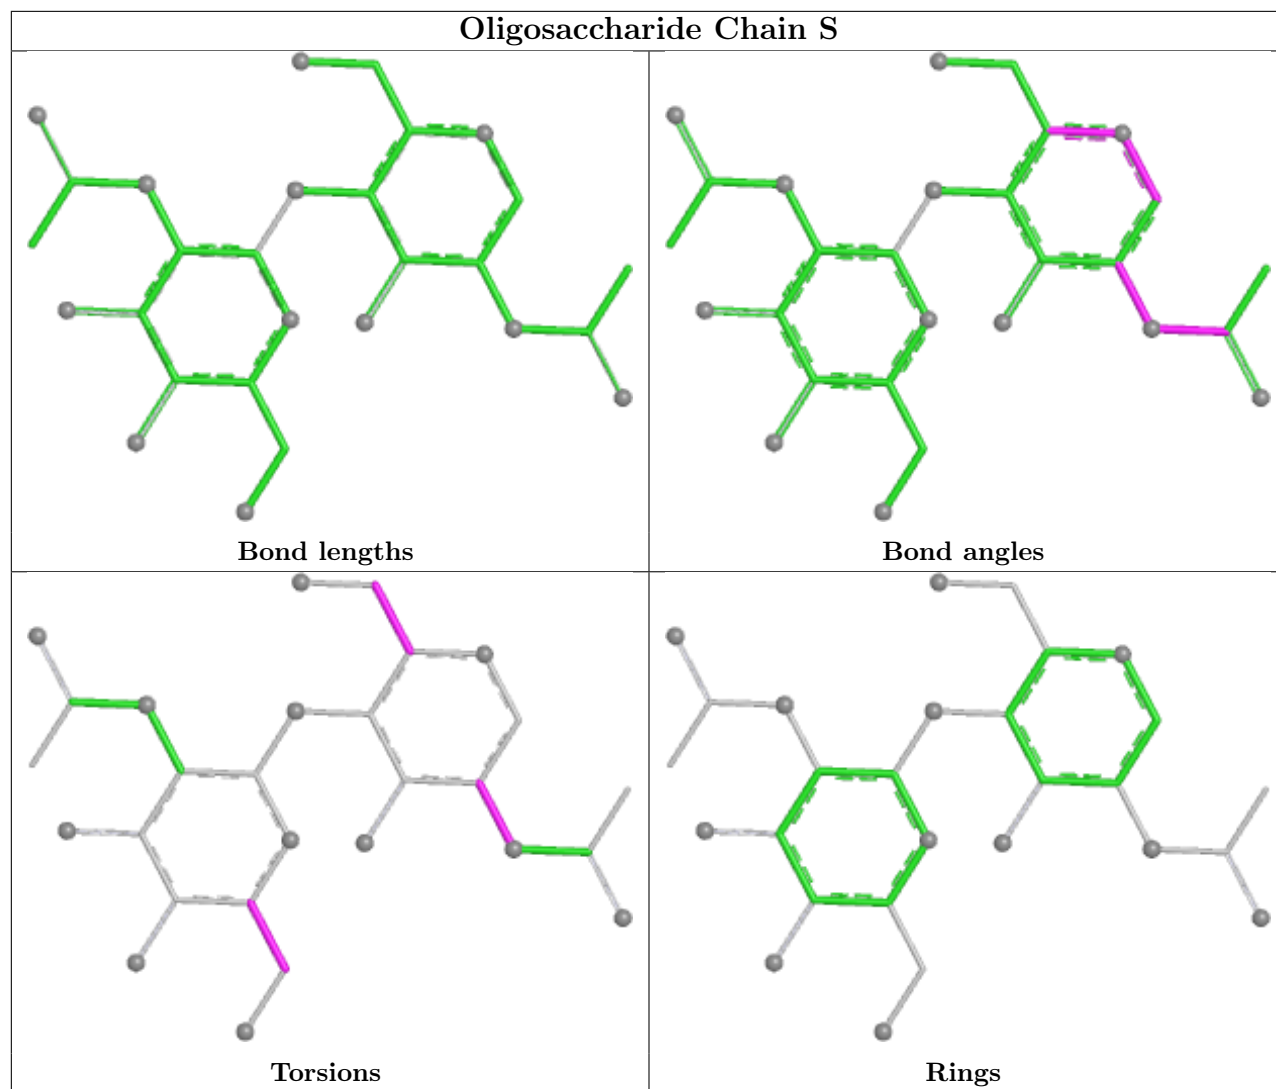 Oligosaccharide Chain S
Bond lengths
Bond angles
Torsions
Rings